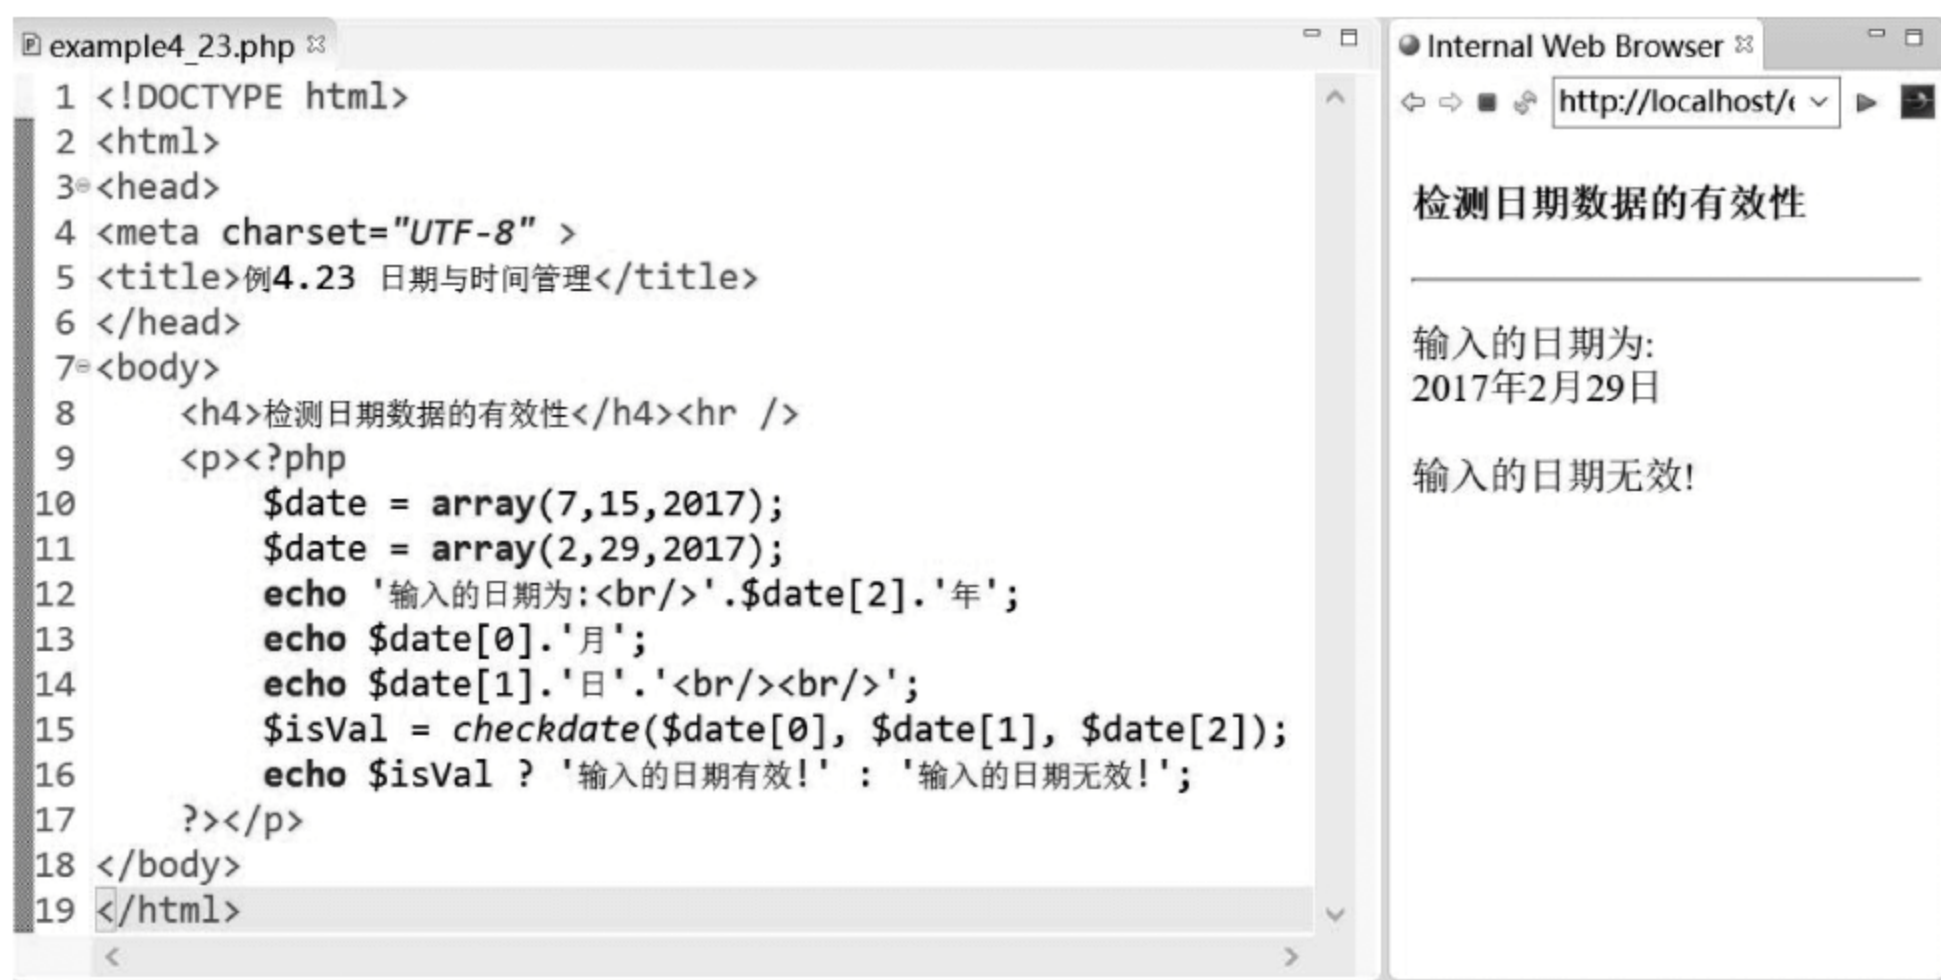 example4_23.php
1 <!DOCTYPE html>
2 <html>
3 <head>
4 <meta charset="UTF-8" >
5 <title>例4.23 日期与时间管理</title>
6 </head>
7 <body>
8     <h4>检测日期数据的有效性</h4><hr />
9     <p><?php
10         $date = array(7,15,2017);
11         $date = array(2,29,2017);
12         echo '输入的日期为:<br/>'.$date[2].'年';
13         echo $date[0].'月';
14         echo $date[1].'日'.'<br/><br/>';
15         $isVal = checkdate($date[0], $date[1], $date[2]);
16         echo $isVal ? '输入的日期有效!' : '输入的日期无效!';
17     ?></p>
18 </body>
19 </html>
Internal Web Browser
http://localhost/
检测日期数据的有效性
输入的日期为:
2017年2月29日
输入的日期无效!